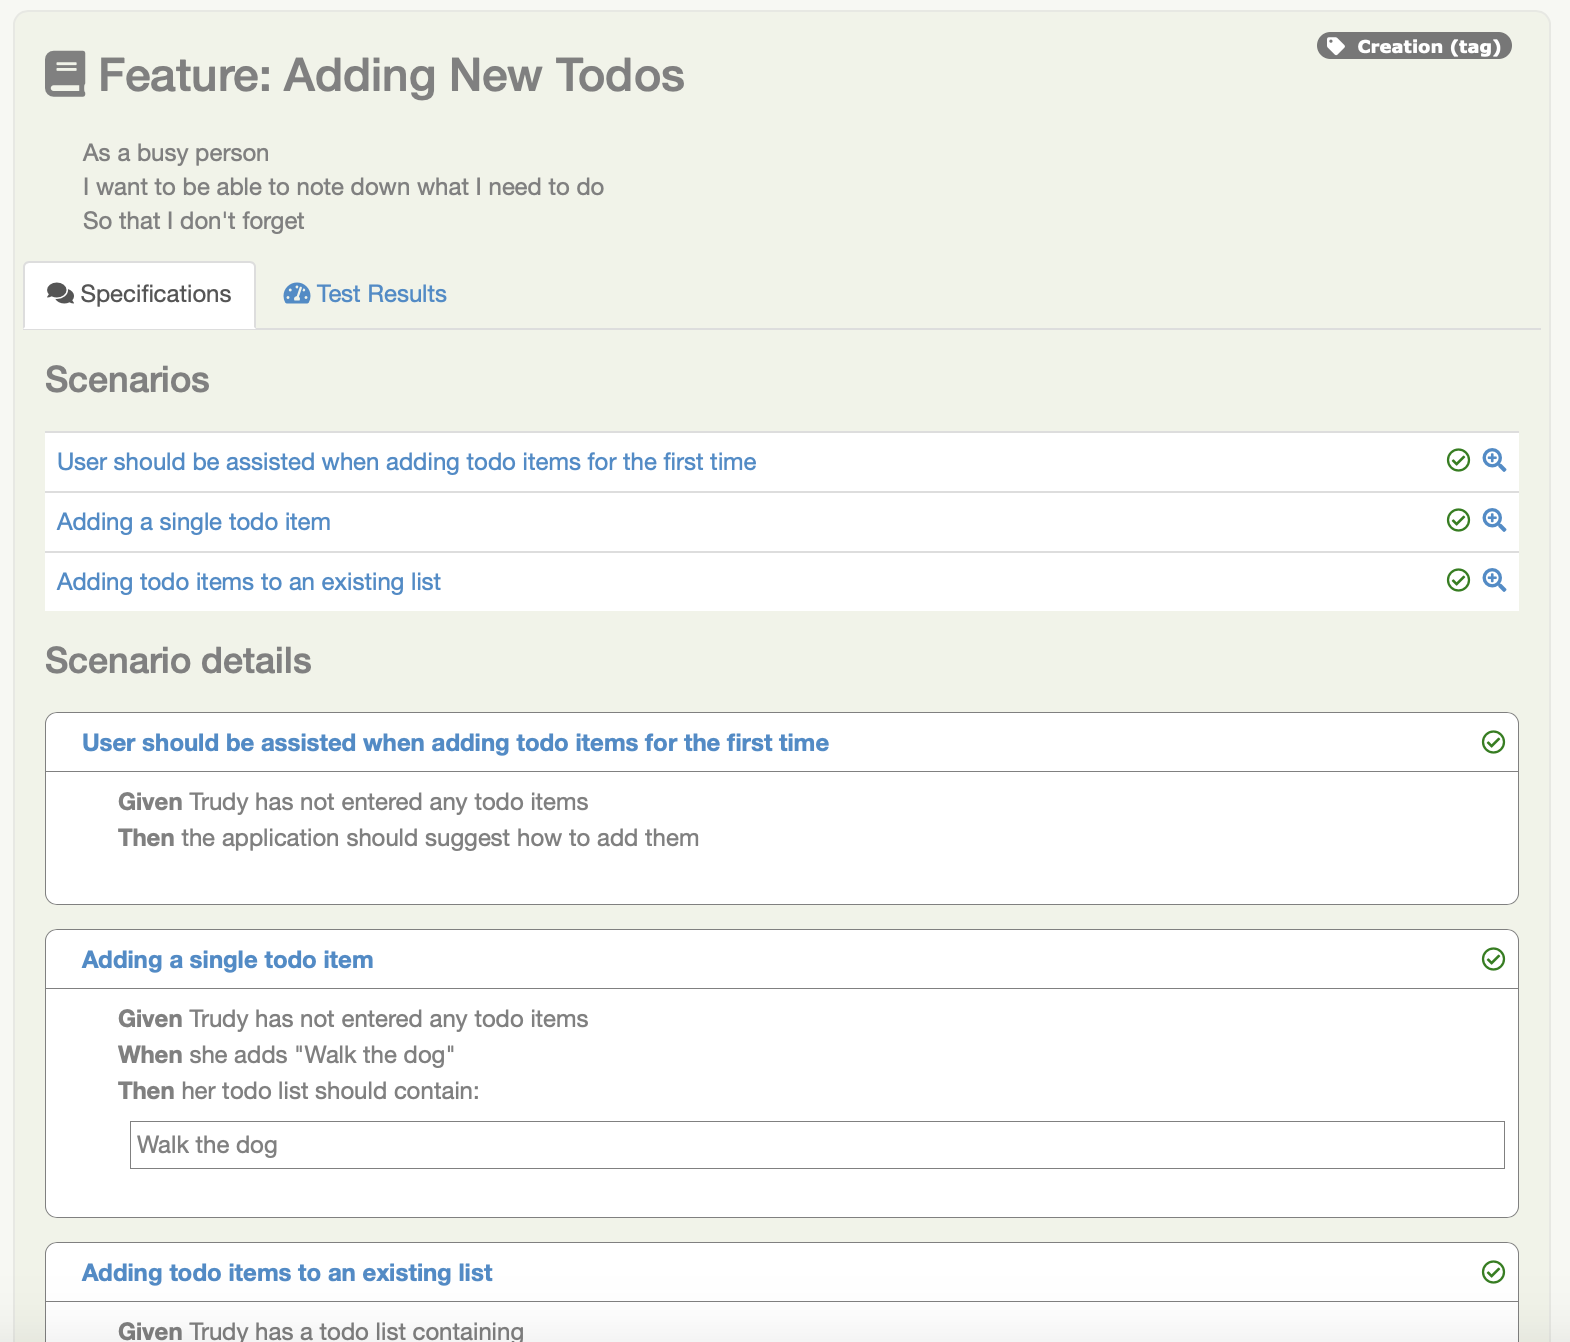 Creation (tag)
Feature: Adding New Todos
As a busy person
I want to be able to note down what I need to do
So that I don't forget
Specifications
Test Results
Scenarios
User should be assisted when adding todo items for the first time
Adding a single todo item
Adding todo items to an existing list
Scenario details
User should be assisted when adding todo items for the first time
Given Trudy has not entered any todo items
Then the application should suggest how to add them
Adding a single todo item
Given Trudy has not entered any todo items
When she adds "Walk the dog"
Then her todo list should contain:
Walk the dog
Adding todo items to an existing list
Given Trudy has a todo list containing